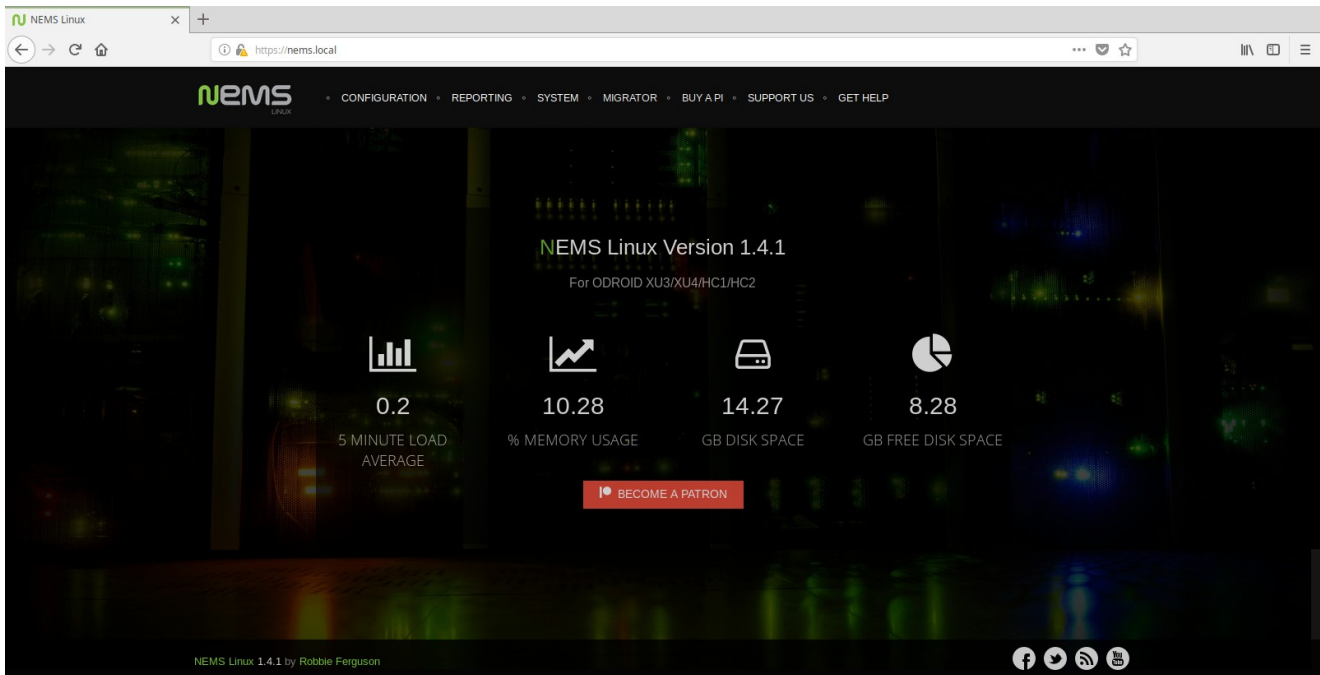 NEMS Linux
https://nems.local
NEMS
LINUX
CONFIGURATION
REPORTING
SYSTEM
MIGRATOR
BUY A PI
SUPPORT US
GET HELP
NEMS Linux Version 1.4.1
For ODROID XU3/XU4/HC1/HC2
0.2
5 MINUTE LOAD
AVERAGE
10.28
% MEMORY USAGE
14.27
GB DISK SPACE
8.28
GB FREE DISK SPACE
BECOME A PATRON
NEMS Linux 1.4.1 by Robbie Ferguson
You
Tube